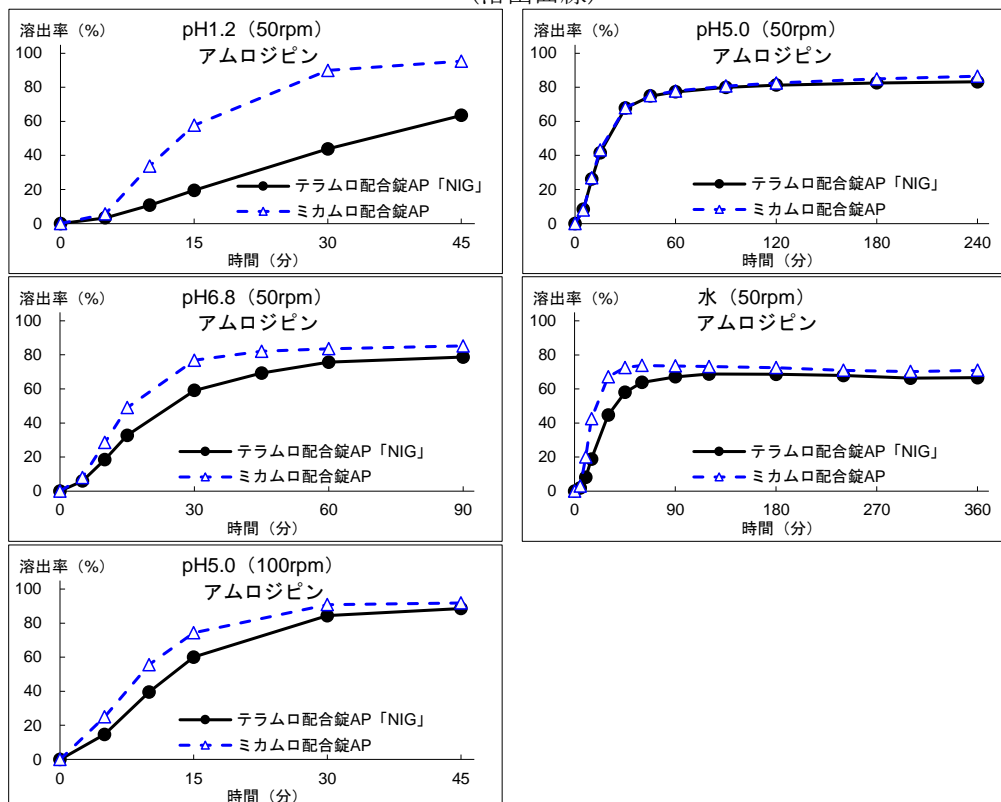 (溶出曲線)
溶出率(%)
pH1.2(50rpm)
アムロジピン
100
80
60
40
20
0
テラムロ配合錠AP「NIG」
ミカムロ配合錠AP
0 15 30 45
時間(分)
溶出率(%)
pH5.0(50rpm)
アムロジピン
100
80
60
40
20
0
テラムロ配合錠AP「NIG」
ミカムロ配合錠AP
0 60 120 180 240
時間(分)
溶出率(%)
pH6.8(50rpm)
アムロジピン
100
80
60
40
20
0
テラムロ配合錠AP「NIG」
ミカムロ配合錠AP
0 30 60 90
時間(分)
溶出率(%)
水(50rpm)
アムロジピン
100
80
60
40
20
0
テラムロ配合錠AP「NIG」
ミカムロ配合錠AP
0 90 180 270 360
時間(分)
溶出率(%)
pH5.0(100rpm)
アムロジピン
100
80
60
40
20
0
テラムロ配合錠AP「NIG」
ミカムロ配合錠AP
0 15 30 45
時間(分)